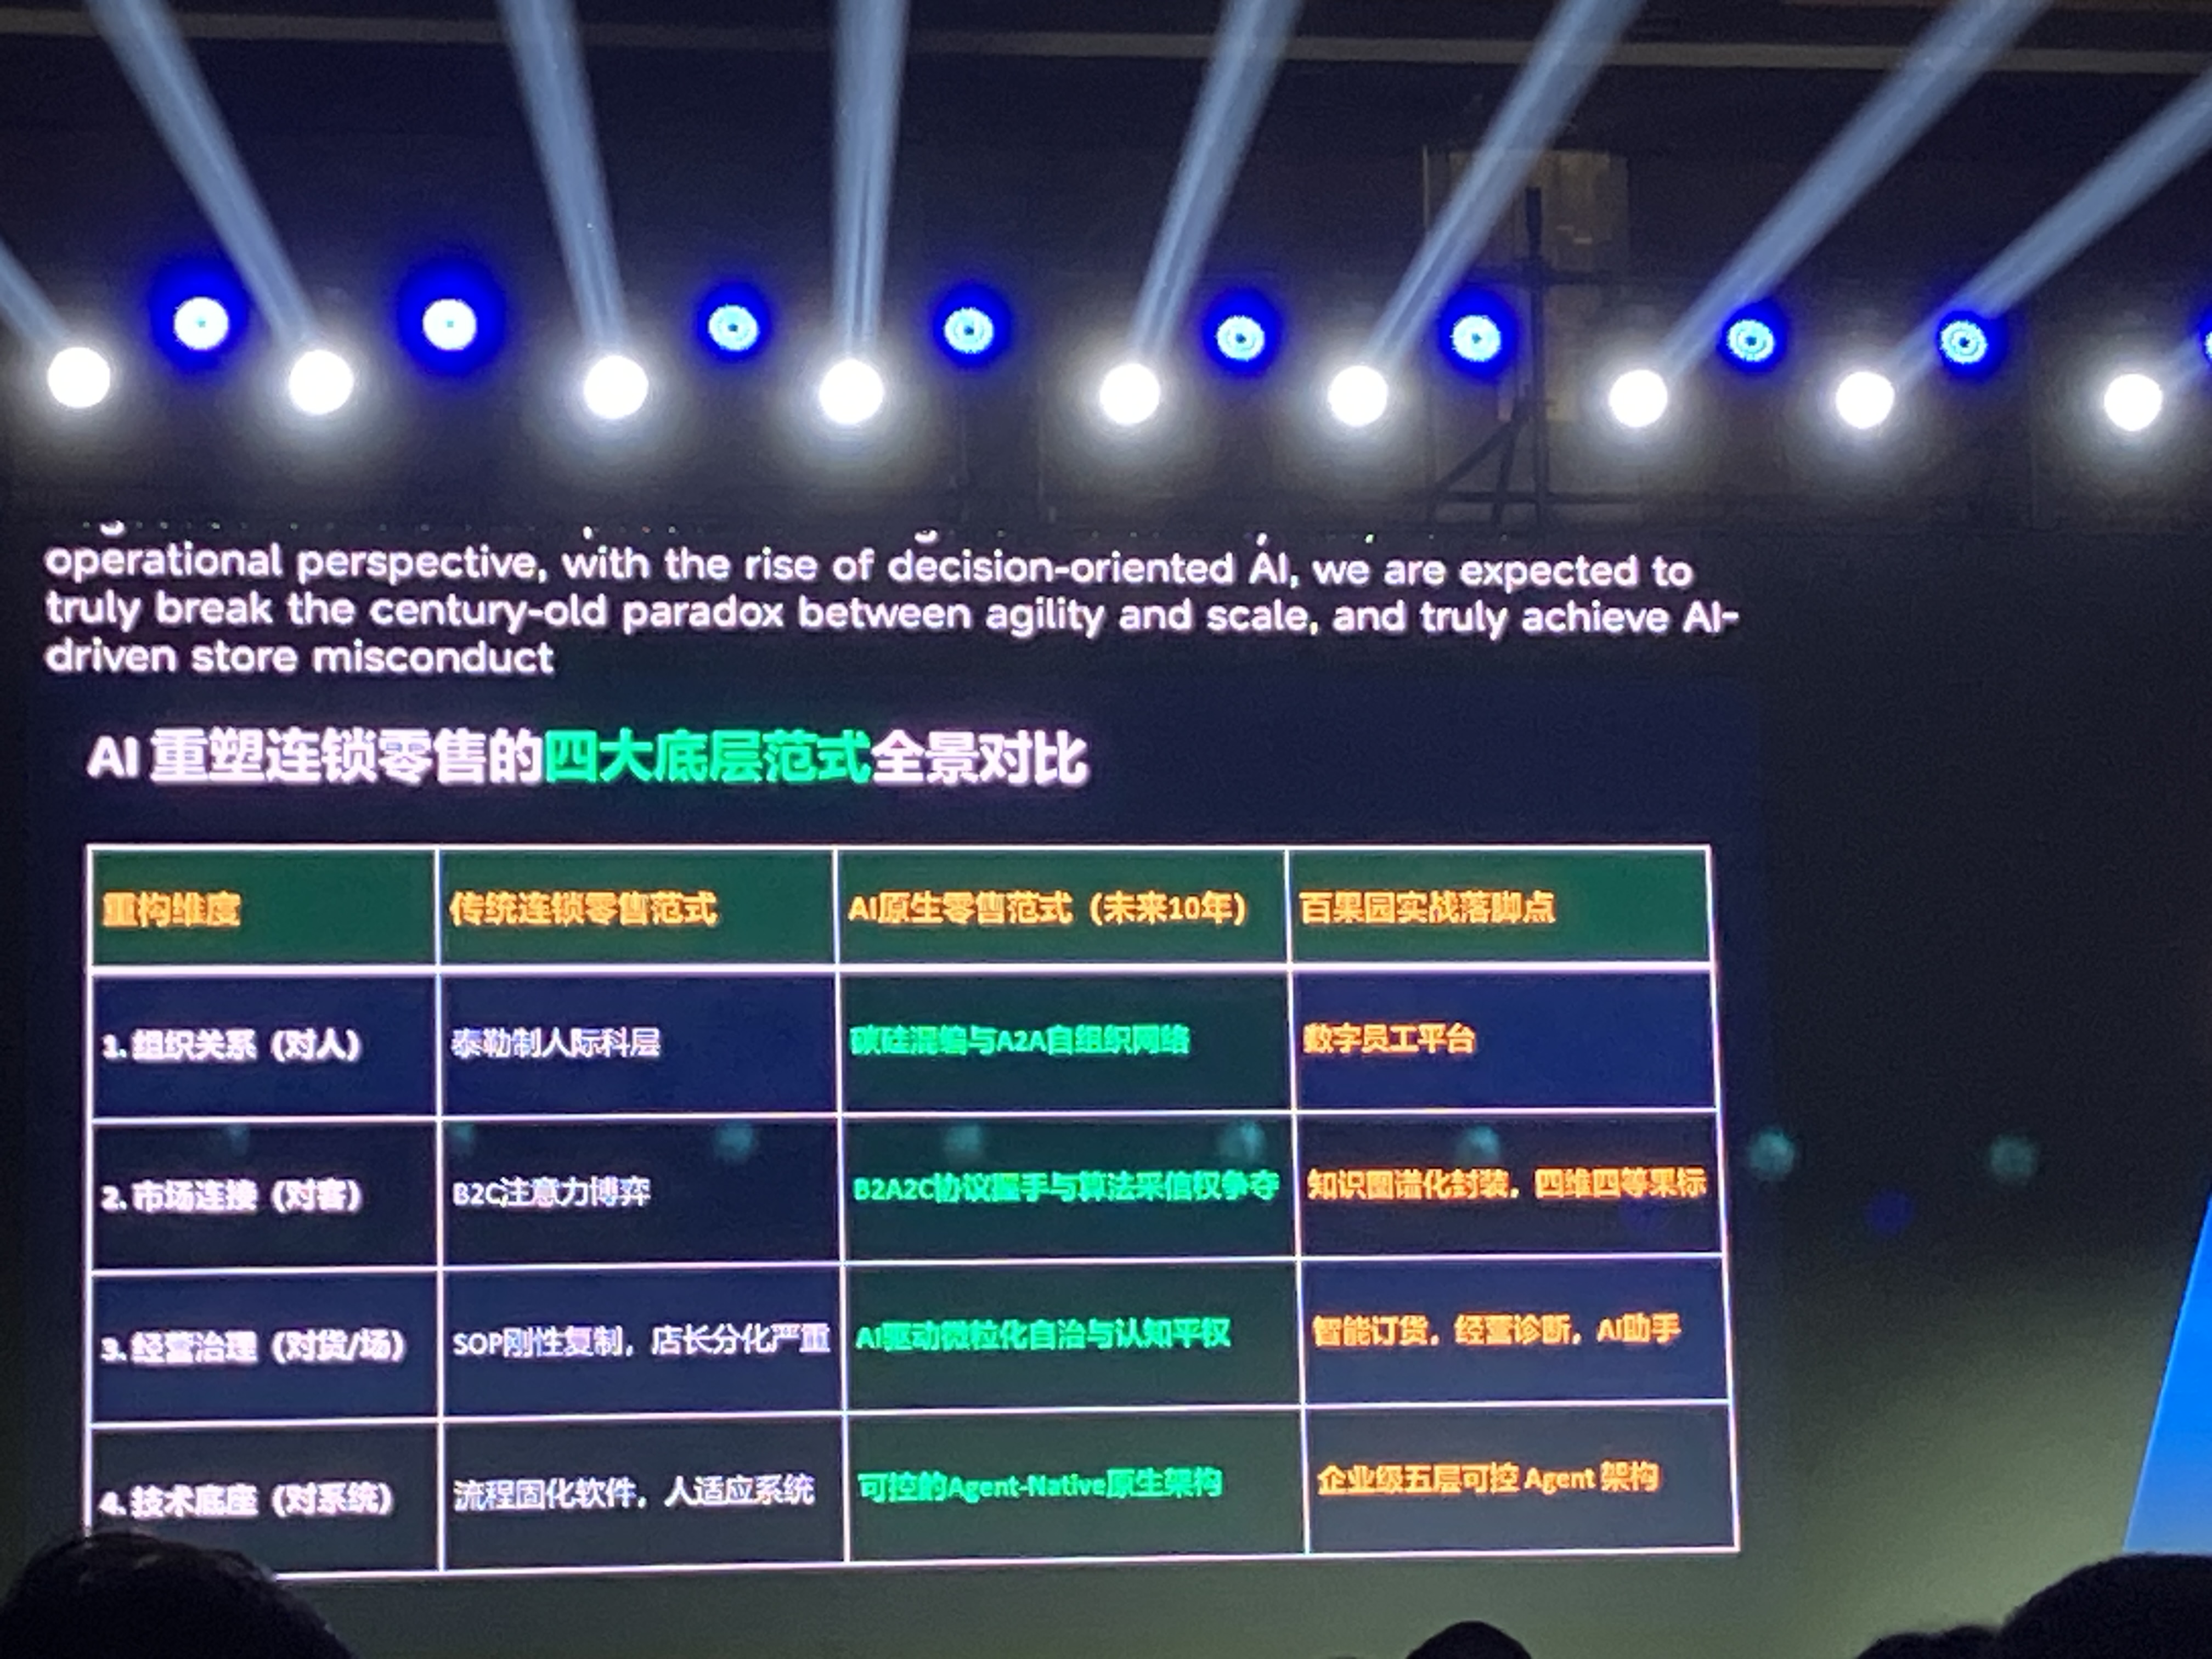 operational perspective, with the rise of decision-oriented AI, we are expected to
truly break the century-old paradox between agility and scale, and truly achieve AI-
driven store misconduct
AI 重塑连锁零售的四大底层范式全景对比
重构维度 传统连锁零售范式 AI原生零售范式（未来10年） 百果园实战落脚点
1. 组织关系（对人） 泰勒制人际科层 碳硅混编与A2A自组织网络 数字员工平台
2. 市场连接（对客） B2C注意力博弈 B2A2C协议握手与算法采信权争夺 知识图谱化封装，四维四等果标
3. 经营治理（对货/场） SOP刚性复制，店长分化严重 AI驱动微粒化自治与认知平权 智能订货，经营诊断，AI助手
4. 技术底座（对系统） 流程固化软件，人适应系统 可控的Agent-Native原生架构 企业级五层可控 Agent 架构